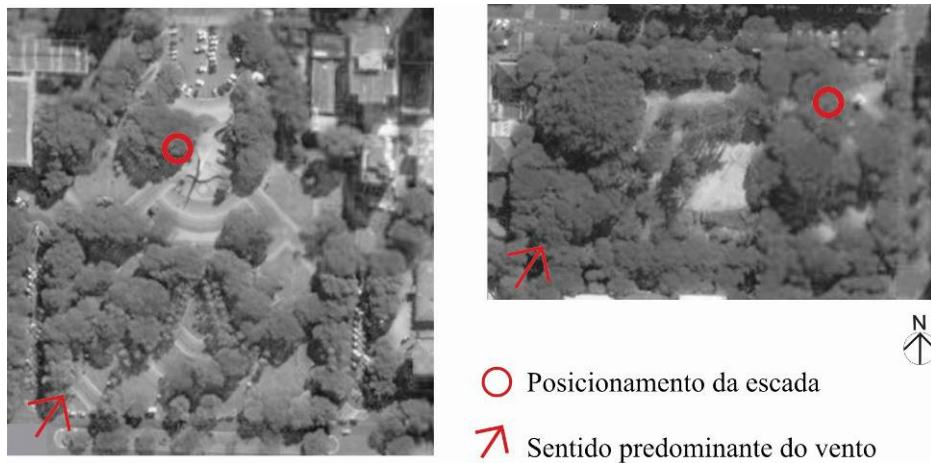 N
Posicionamento da escada
Sentido predominante do vento